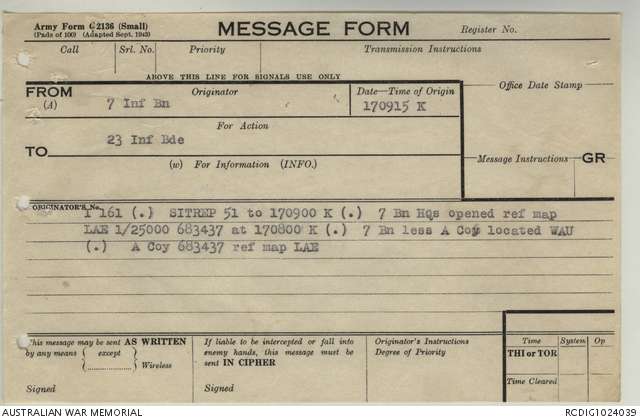 Army Form C2136 (Small)
(Pads of 100) (Adapted Sept. 1943)
MESSAGE FORM
Register No.
Call Srl. No. Priority Transmission Instructions
ABOVE THIS LINE FOR SIGNALS USE ONLY
FROM
(A)
Originator
7 Inf Bn
Date—Time of Origin
170915 K
Office Date Stamp
For Action
23 Inf Bde
TO
(w) For Information (INFO.)
Message Instructions GR
ORIGINATOR'S No.
I 161 (.) SITREP 51 to 170900 K (.) 7 Bn Hqs opened ref map
LAE 1/25000 683437 at 170800 K (.) 7 Bn less A Coy located WAU
(.) A Coy 683437 ref map LAE
This message may be sent AS WRITTEN
by any means { except
Wireless
Signed
If liable to be intercepted or fall into
enemy hands, this message must be
sent IN CIPHER
Signed
Originator's Instructions
Degree of Priority
Time System Op
THI or TOR
Time Cleared
AUSTRALIAN WAR MEMORIAL
RCDIG1024039